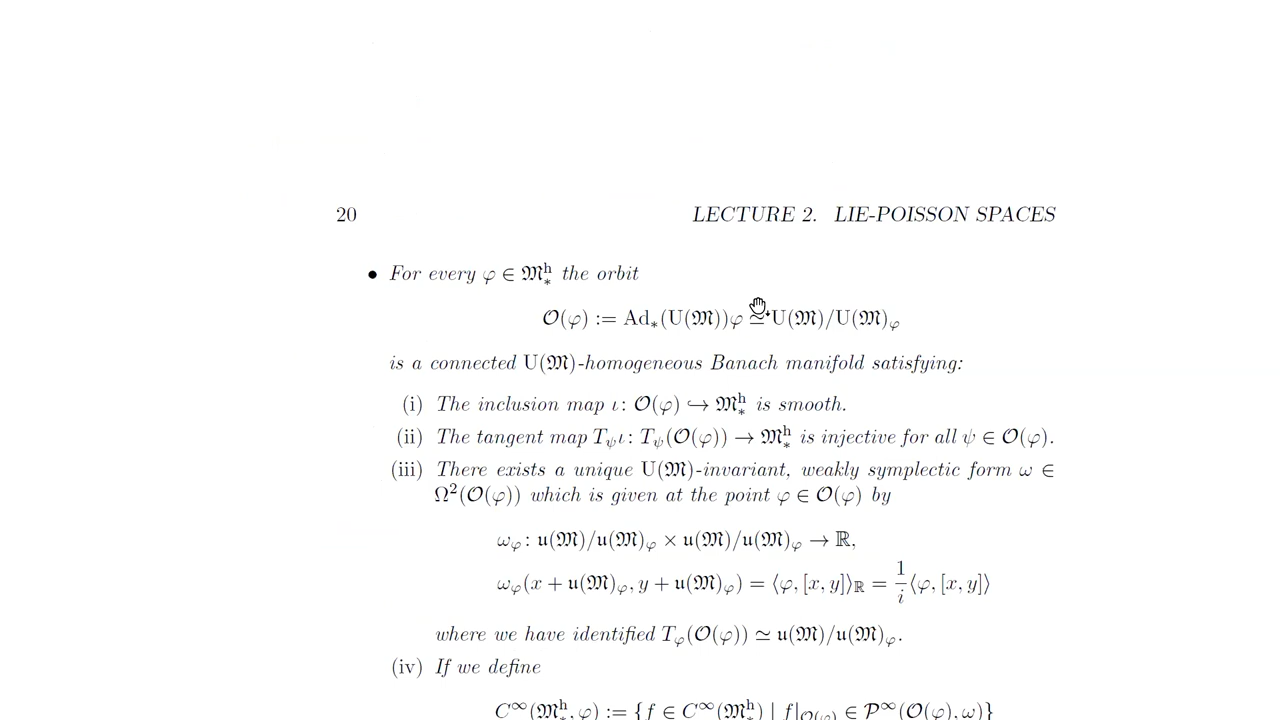 20 LECTURE 2. LIE-POISSON SPACES
• For every φ ∈ 𝔐ₓʰ the orbit
𝒪(φ) := Ad∗(U(𝔐))φ ≃ U(𝔐)/U(𝔐)φ
is a connected U(𝔐)-homogeneous Banach manifold satisfying:
(i) The inclusion map ι: 𝒪(φ) ↪ 𝔐∗ʰ is smooth.
(ii) The tangent map Tψι: Tψ(𝒪(φ)) → 𝔐∗ʰ is injective for all ψ ∈ 𝒪(φ).
(iii) There exists a unique U(𝔐)-invariant, weakly symplectic form ω ∈
Ω²(𝒪(φ)) which is given at the point φ ∈ 𝒪(φ) by
ωφ: 𝔲(𝔐)/𝔲(𝔐)φ × 𝔲(𝔐)/𝔲(𝔐)φ → ℝ,
ωφ(x + 𝔲(𝔐)φ, y + 𝔲(𝔐)φ) = ⟨φ, [x, y]⟩ℝ = 1/i ⟨φ, [x, y]⟩
where we have identified Tφ(𝒪(φ)) ≃ 𝔲(𝔐)/𝔲(𝔐)φ.
(iv) If we define
C∞(𝔐∗ʰ, φ) := {f ∈ C∞(𝔐∗ʰ) | f|𝒪(φ) ∈ 𝒫∞(𝒪(φ), ω)}